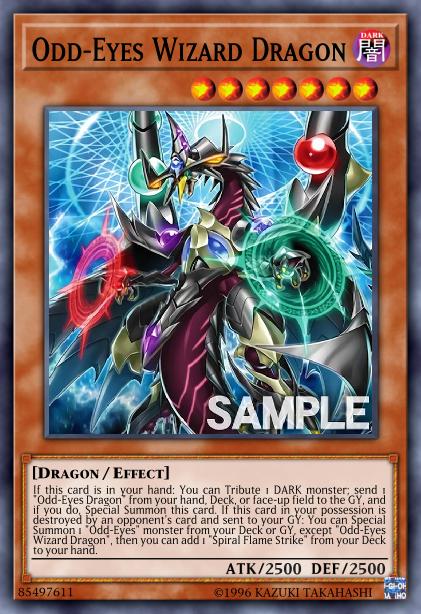 ODD-EYES WIZARD DRAGON
DARK
闇
SAMPLE
[DRAGON / EFFECT]
If this card is in your hand: You can Tribute 1 DARK monster; send 1
"Odd-Eyes Dragon" from your hand, Deck, or face-up field to the GY, and
if you do, Special Summon this card. If this card in your possession is
destroyed by an opponent's card and sent to your GY: You can Special
Summon 1 "Odd-Eyes" monster from your Deck or GY, except "Odd-Eyes
Wizard Dragon", then you can add 1 "Spiral Flame Strike" from your Deck
to your hand.
ATK/2500 DEF/2500
85497611
©1996 KAZUKI TAKAHASHI